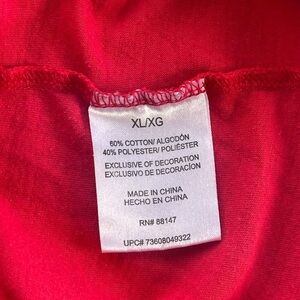 XL/XG
60% COTTON/ ALGODÓN
40% POLYESTER/ POLIÉSTER
EXCLUSIVE OF DECORATION
EXCLUSIVO DE DECORACÍON
MADE IN CHINA
HECHO EN CHINA
RN# 88147
UPC# 73608049322